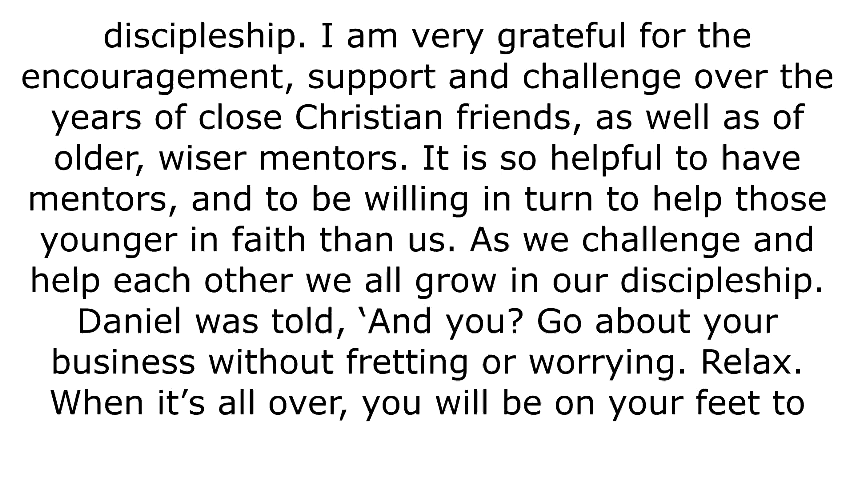 discipleship. I am very grateful for the
encouragement, support and challenge over the
years of close Christian friends, as well as of
older, wiser mentors. It is so helpful to have
mentors, and to be willing in turn to help those
younger in faith than us. As we challenge and
help each other we all grow in our discipleship.
Daniel was told, ‘And you? Go about your
business without fretting or worrying. Relax.
When it’s all over, you will be on your feet to